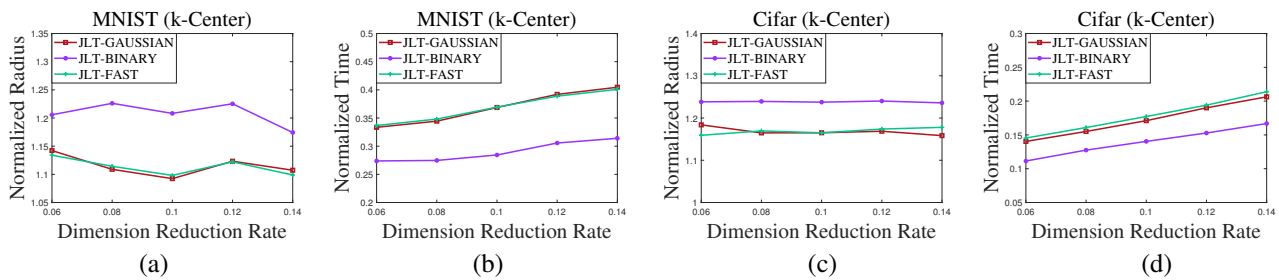 MNIST (k-Center)
1.35
1.3
1.25
1.2
1.15
1.1
1.05
Normalized Radius
JLT-GAUSSIAN
JLT-BINARY
JLT-FAST
0.06 0.08 0.1 0.12 0.14
Dimension Reduction Rate
(a)
MNIST (k-Center)
0.5
0.45
0.4
0.35
0.3
0.25
0.2
Normalized Time
JLT-GAUSSIAN
JLT-BINARY
JLT-FAST
0.06 0.08 0.1 0.12 0.14
Dimension Reduction Rate
(b)
Cifar (k-Center)
1.4
1.3
1.2
1.1
1
Normalized Radius
JLT-GAUSSIAN
JLT-BINARY
JLT-FAST
0.06 0.08 0.1 0.12 0.14
Dimension Reduction Rate
(c)
Cifar (k-Center)
0.3
0.25
0.2
0.15
0.1
0.05
Normalized Time
JLT-GAUSSIAN
JLT-BINARY
JLT-FAST
0.06 0.08 0.1 0.12 0.14
Dimension Reduction Rate
(d)